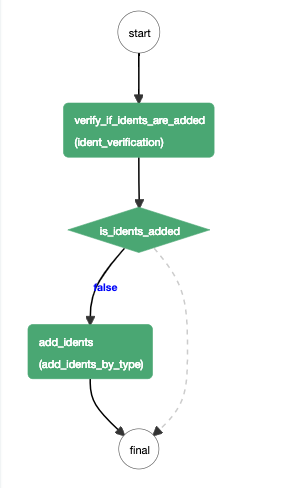 start
verify_if_idents_are_added
(ident_verification)
is_idents_added
false
add_idents
(add_idents_by_type)
final